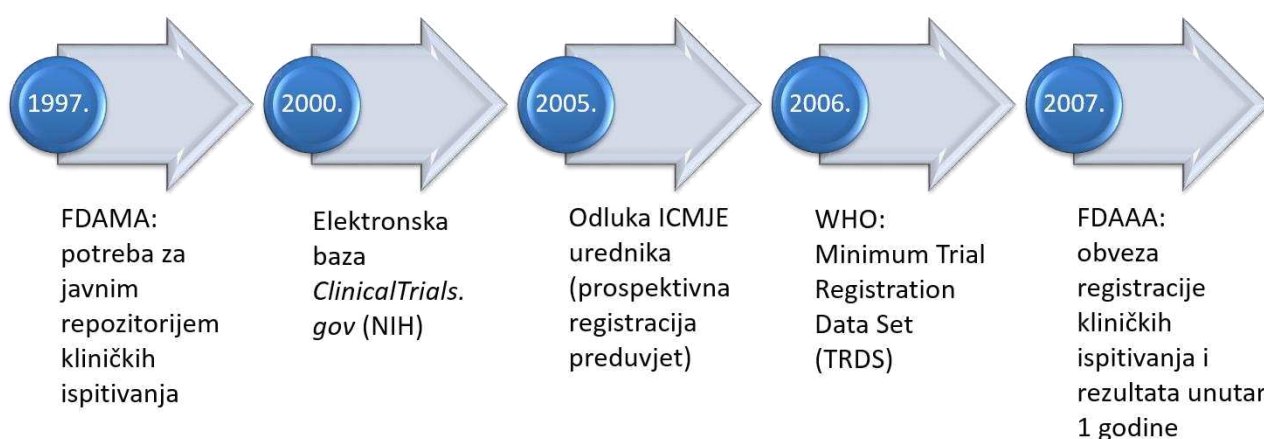 1997.
FDAMA:
potreba za
javnim
repozitorijem
kliničkih
ispitivanja
2000.
Elektronska
baza
ClinicalTrials.
gov (NIH)
2005.
Odluka ICMJE
urednika
(prospektivna
registracija
preduvjet)
2006.
WHO:
Minimum Trial
Registration
Data Set
(TRDS)
2007.
FDAAA:
obveza
registracije
kliničkih
ispitivanja i
rezultata unutar
1 godine